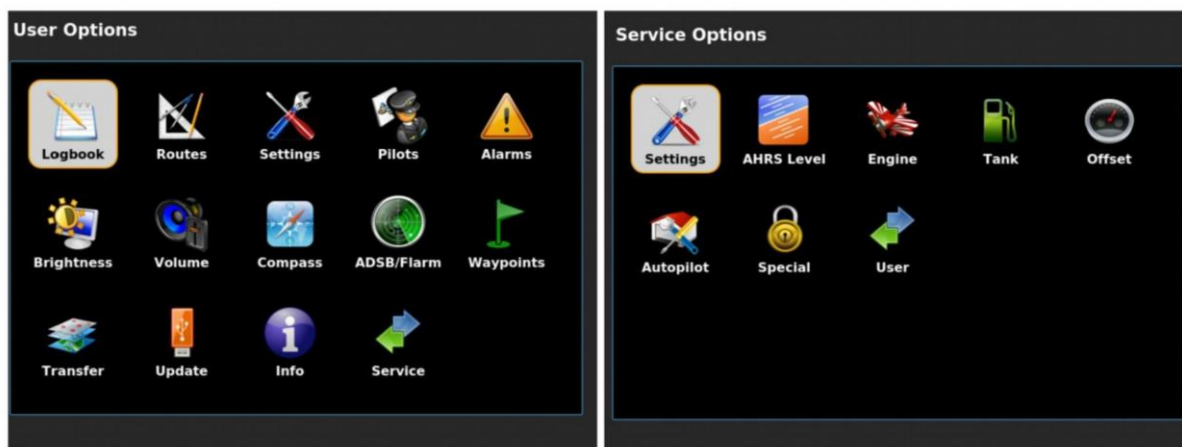 User Options
Logbook Routes Settings Pilots Alarms
Brightness Volume Compass ADSB/Flarm Waypoints
Transfer Update Info Service
Service Options
Settings AHRS Level Engine Tank Offset
Autopilot Special User